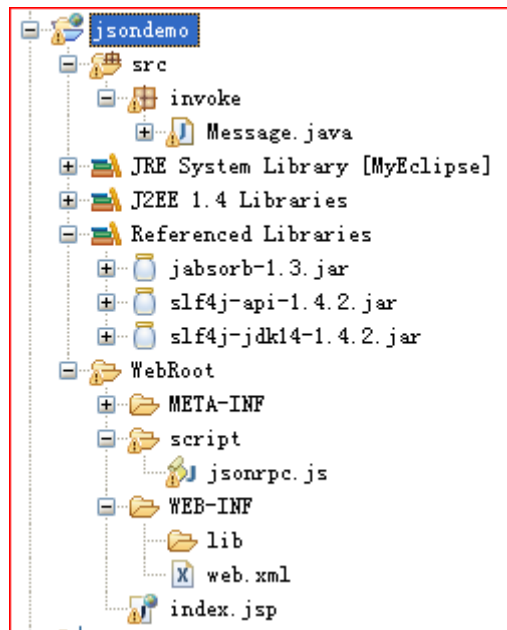 jsondemo
src
invoke
Message.java
JRE System Library [MyEclipse]
J2EE 1.4 Libraries
Referenced Libraries
jabsorb-1.3.jar
slf4j-api-1.4.2.jar
slf4j-jdk14-1.4.2.jar
WebRoot
META-INF
script
jsonrpc.js
WEB-INF
lib
web.xml
index.jsp